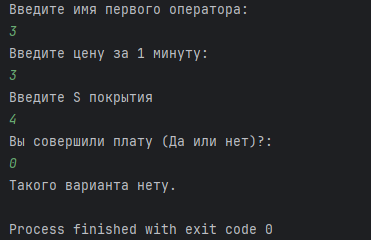 Введите имя первого оператора:
3
Введите цену за 1 минуту:
3
Введите S покрытия
4
Вы совершили плату (Да или нет)?:
0
Такого варианта нету.
Process finished with exit code 0